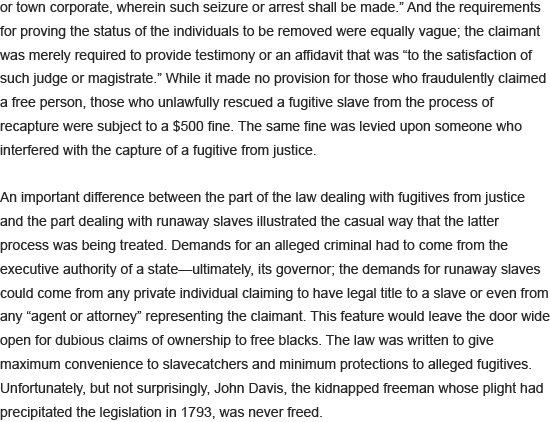 or town corporate, wherein such seizure or arrest shall be made.” And the requirements
for proving the status of the individuals to be removed were equally vague; the claimant
was merely required to provide testimony or an affidavit that was “to the satisfaction of
such judge or magistrate.” While it made no provision for those who fraudulently claimed
a free person, those who unlawfully rescued a fugitive slave from the process of
recapture were subject to a $500 fine. The same fine was levied upon someone who
interfered with the capture of a fugitive from justice.
An important difference between the part of the law dealing with fugitives from justice
and the part dealing with runaway slaves illustrated the casual way that the latter
process was being treated. Demands for an alleged criminal had to come from the
executive authority of a state—ultimately, its governor; the demands for runaway slaves
could come from any private individual claiming to have legal title to a slave or even from
any “agent or attorney” representing the claimant. This feature would leave the door wide
open for dubious claims of ownership to free blacks. The law was written to give
maximum convenience to slavecatchers and minimum protections to alleged fugitives.
Unfortunately, but not surprisingly, John Davis, the kidnapped freeman whose plight had
precipitated the legislation in 1793, was never freed.